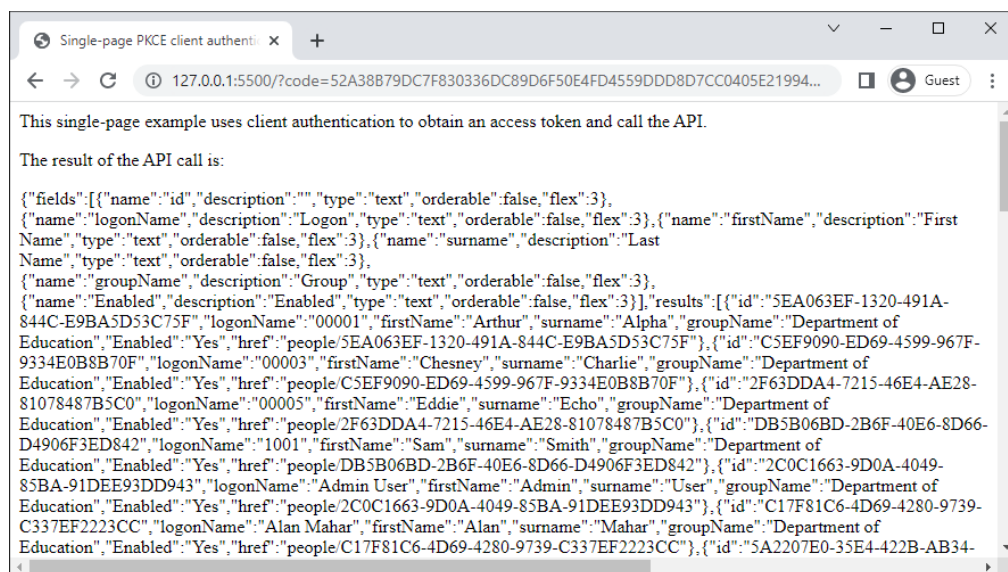 Single-page PKCE client authenti
127.0.0.1:5500/?code=52A38B79DC7F830336DC89D6F50E4FD4559DDD8D7CC0405E21994...
Guest
This single-page example uses client authentication to obtain an access token and call the API.
The result of the API call is:
{"fields":[{"name":"id","description":"","type":"text","orderable":false,"flex":3},
{"name":"logonName","description":"Logon","type":"text","orderable":false,"flex":3},{"name":"firstName","description":"First
Name","type":"text","orderable":false,"flex":3},{"name":"surname","description":"Last
Name","type":"text","orderable":false,"flex":3},
{"name":"groupName","description":"Group","type":"text","orderable":false,"flex":3},
{"name":"Enabled","description":"Enabled","type":"text","orderable":false,"flex":3}],"results":[{"id":"5EA063EF-1320-491A-
844C-E9BA5D53C75F","logonName":"00001","firstName":"Arthur","surname":"Alpha","groupName":"Department of
Education","Enabled":"Yes","href":"people/5EA063EF-1320-491A-844C-E9BA5D53C75F"},{"id":"C5EF9090-ED69-4599-967F-
9334E0B8B70F","logonName":"00003","firstName":"Chesney","surname":"Charlie","groupName":"Department of
Education","Enabled":"Yes","href":"people/C5EF9090-ED69-4599-967F-9334E0B8B70F"},{"id":"2F63DDA4-7215-46E4-AE28-
81078487B5C0","logonName":"00005","firstName":"Eddie","surname":"Echo","groupName":"Department of
Education","Enabled":"Yes","href":"people/2F63DDA4-7215-46E4-AE28-81078487B5C0"},{"id":"DB5B06BD-2B6F-40E6-8D66-
D4906F3ED842","logonName":"1001","firstName":"Sam","surname":"Smith","groupName":"Department of
Education","Enabled":"Yes","href":"people/DB5B06BD-2B6F-40E6-8D66-D4906F3ED842"},{"id":"2C0C1663-9D0A-4049-
85BA-91DEE93DD943","logonName":"Admin User","firstName":"Admin","surname":"User","groupName":"Department of
Education","Enabled":"Yes","href":"people/2C0C1663-9D0A-4049-85BA-91DEE93DD943"},{"id":"C17F81C6-4D69-4280-9739-
C337EF2223CC","logonName":"Alan Mahar","firstName":"Alan","surname":"Mahar","groupName":"Department of
Education","Enabled":"Yes","href":"people/C17F81C6-4D69-4280-9739-C337EF2223CC"},{"id":"5A2207E0-35E4-422B-AB34-